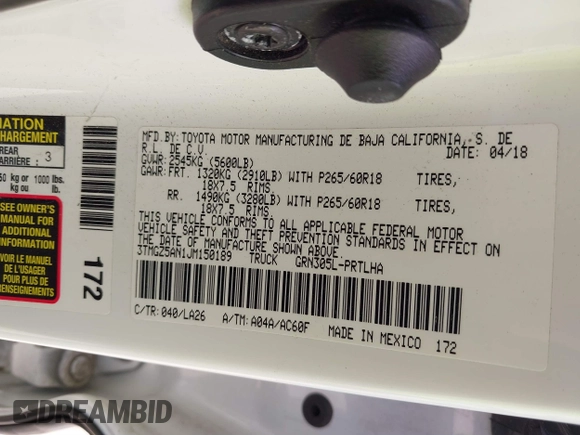 MATION
CHARGEMENT
REAR
ARRIÈRE : 3
50 kg or 1000 lbs.
kg ou lb.
SEE OWNER'S
MANUAL FOR
ADDITIONAL
INFORMATION
VOIR LE MANUEL
DE L'USAGER
POUR PLUS DE
RENSEIGNEMENTS
172
MFD.BY:TOYOTA MOTOR MANUFACTURING DE BAJA CALIFORNIA, S. DE
R.L. DE C.V. DATE: 04/18
GVWR:2545KG (5600LB)
GAWR:FRT. 1320KG (2910LB) WITH P265/60R18 TIRES,
18X7.5 RIMS,
RR. 1490KG (3280LB) WITH P265/60R18 TIRES,
18X7.5 RIMS.
THIS VEHICLE CONFORMS TO ALL APPLICABLE FEDERAL MOTOR
VEHICLE SAFETY AND THEFT PREVENTION STANDARDS IN EFFECT ON
THE DATE OF MANUFACTURE SHOWN ABOVE.
3TMGZ5AN1JM150189 TRUCK GRN305L-PRTLHA
C/TR:040/LA26 A/TM:A04A/AC60F MADE IN MEXICO 172
DREAMBID